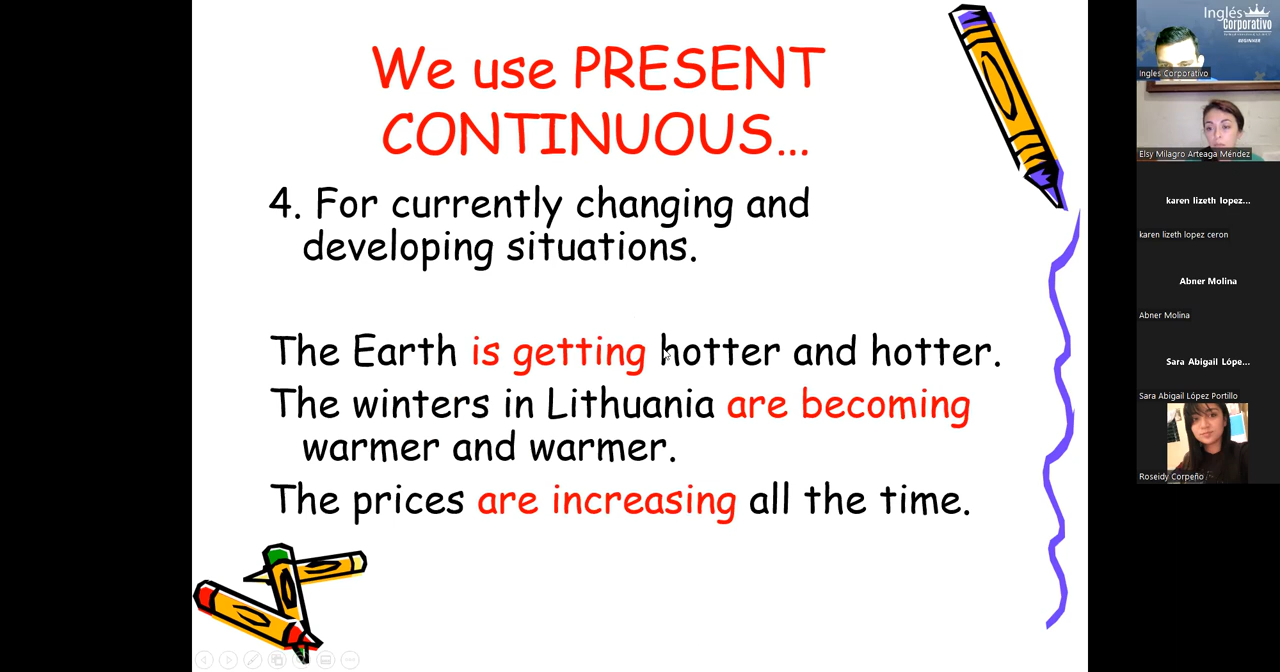 We use PRESENT
CONTINUOUS...
4. For currently changing and
developing situations.
The Earth is getting hotter and hotter.
The winters in Lithuania are becoming
warmer and warmer.
The prices are increasing all the time.
Inglés
Corporativo
BEGINNER
Ingles Corporativo
Elsy Milagro Arteaga Méndez
karen lizeth lopez...
karen lizeth lopez ceron
Abner Molina
Abner Molina
Sara Abigail Lópe...
Sara Abigail López Portillo
Roseidy Corpeño